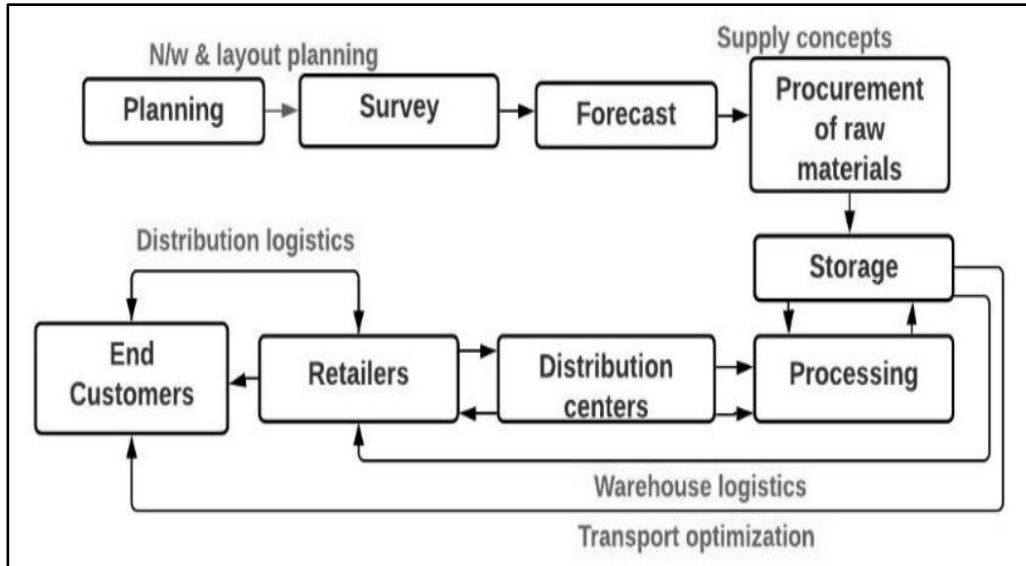 N/w & layout planning
Supply concepts
Planning
Survey
Forecast
Procurement
of raw
materials
Distribution logistics
Storage
End
Customers
Retailers
Distribution
centers
Processing
Warehouse logistics
Transport optimization